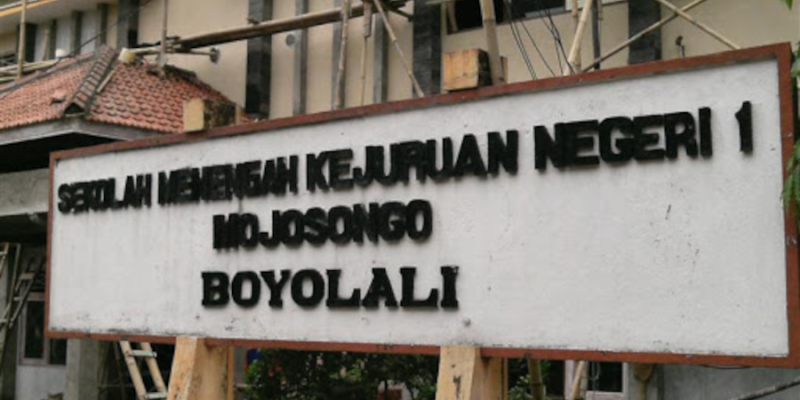 SEKOLAH MENENGAH KEJURUAN NEGERI 1
MOJOSONGO
BOYOLALI